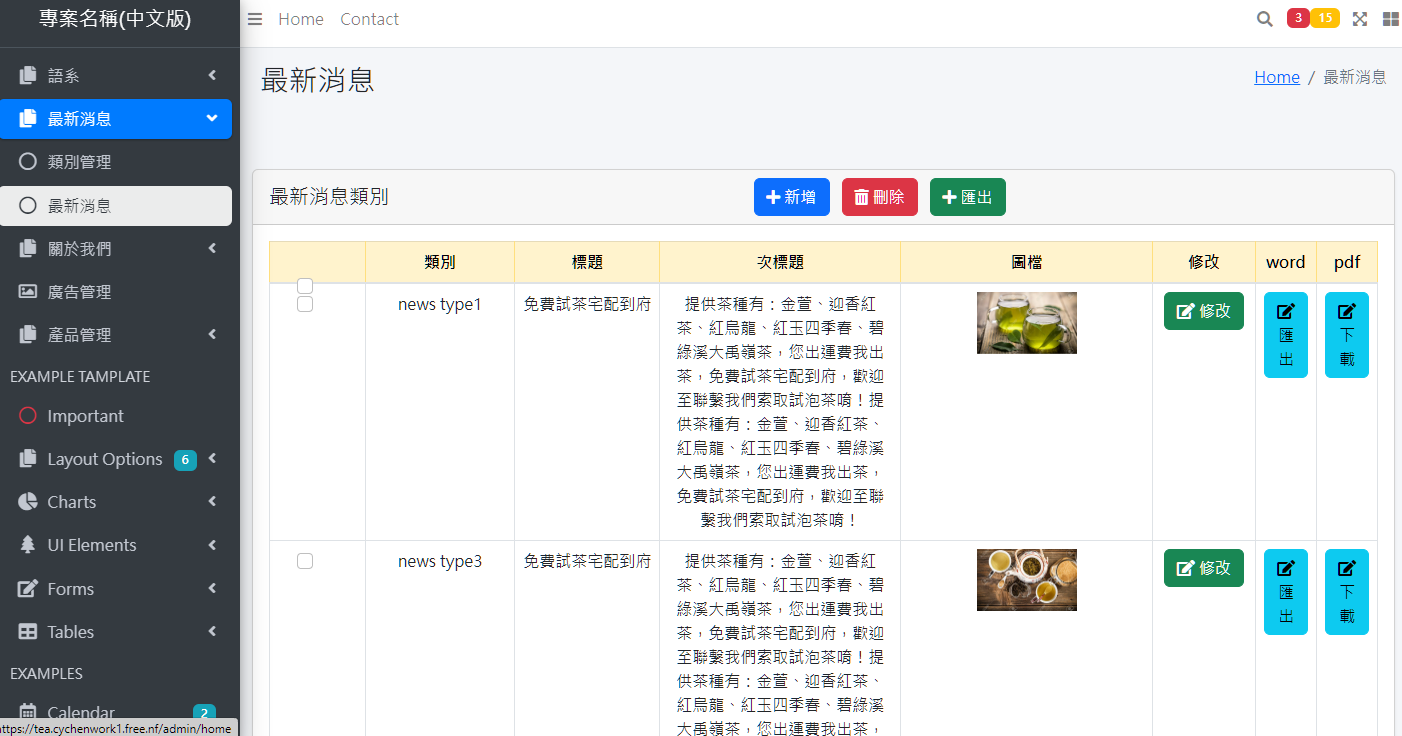 專案名稱(中文版)
Home Contact
3 15
語系
最新消息
類別管理
最新消息
關於我們
廣告管理
產品管理
EXAMPLE TAMPLATE
Important
Layout Options 6
Charts
UI Elements
Forms
Tables
EXAMPLES
Calendar 2
https://tea.cychenwork1.free.nf/admin/home
最新消息
Home / 最新消息
最新消息類別
新增
刪除
匯出
類別 標題 次標題 圖檔 修改 word pdf
news type1
免費試茶宅配到府
提供茶種有：金萱、迎香紅
茶、紅烏龍、紅玉四季春、碧
綠溪大禹嶺茶，您出運費我出
茶，免費試茶宅配到府，歡迎
至聯繫我們索取試泡茶唷！提
供茶種有：金萱、迎香紅茶、
紅烏龍、紅玉四季春、碧綠溪
大禹嶺茶，您出運費我出茶，
免費試茶宅配到府，歡迎至聯
繫我們索取試泡茶唷！
修改
匯
出
下
載
news type3
免費試茶宅配到府
提供茶種有：金萱、迎香紅
茶、紅烏龍、紅玉四季春、碧
綠溪大禹嶺茶，您出運費我出
茶，免費試茶宅配到府，歡迎
至聯繫我們索取試泡茶唷！提
供茶種有：金萱、迎香紅茶、
紅烏龍、紅玉四季春、碧綠溪
大禹嶺茶，您出運費我出茶，
修改
匯
出
下
載